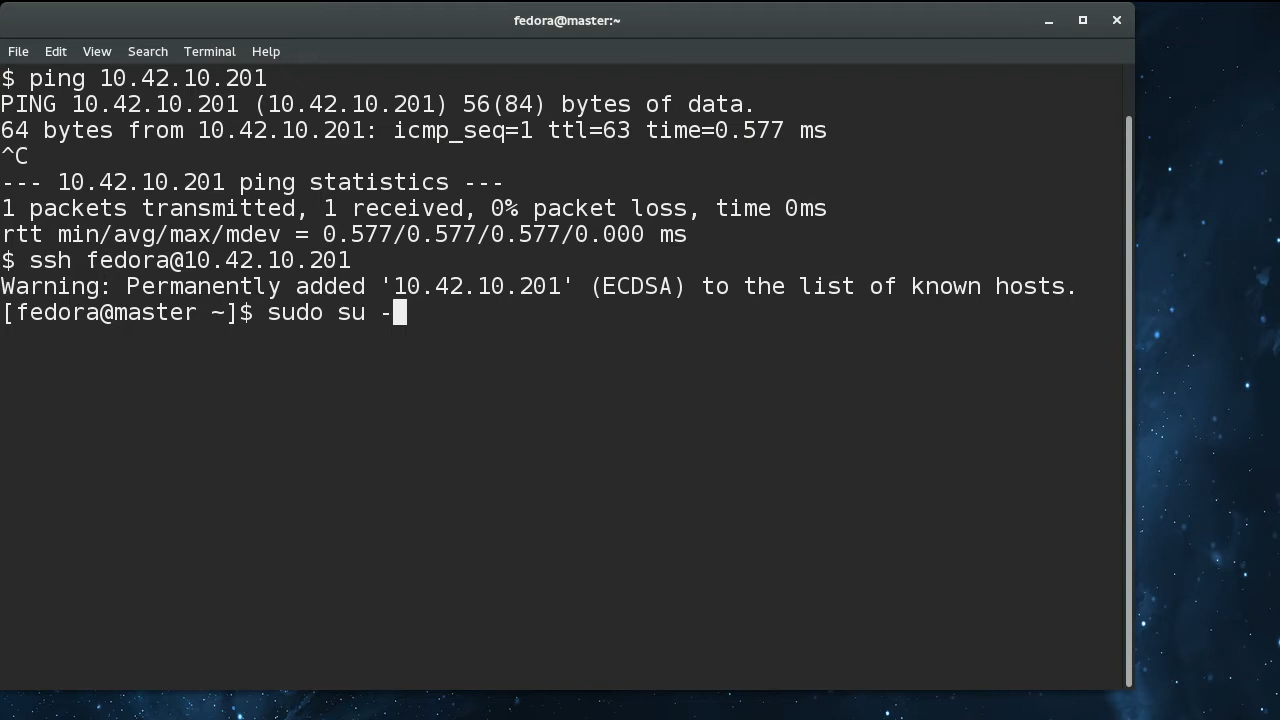 fedora@master:~
File Edit View Search Terminal Help
$ ping 10.42.10.201
PING 10.42.10.201 (10.42.10.201) 56(84) bytes of data.
64 bytes from 10.42.10.201: icmp_seq=1 ttl=63 time=0.577 ms
^C
--- 10.42.10.201 ping statistics ---
1 packets transmitted, 1 received, 0% packet loss, time 0ms
rtt min/avg/max/mdev = 0.577/0.577/0.577/0.000 ms
$ ssh fedora@10.42.10.201
Warning: Permanently added '10.42.10.201' (ECDSA) to the list of known hosts.
[fedora@master ~]$ sudo su -